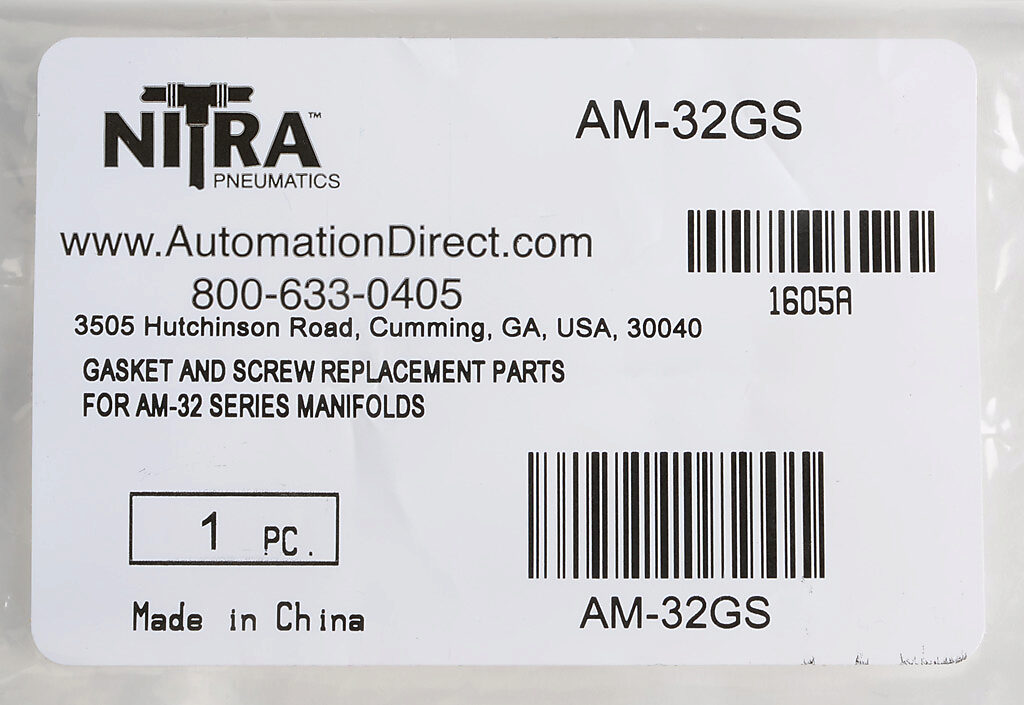 NITRA™
PNEUMATICS
AM-32GS
www.AutomationDirect.com
800-633-0405
1605A
3505 Hutchinson Road, Cumming, GA, USA, 30040
GASKET AND SCREW REPLACEMENT PARTS
FOR AM-32 SERIES MANIFOLDS
1 PC.
Made in China
AM-32GS